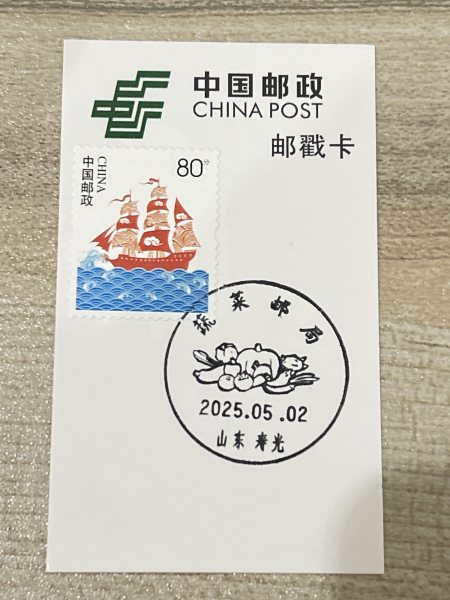 中国邮政
CHINA POST
邮戳卡
80分
中国邮政
CHINA
蔬菜邮局
2025.05.02
山东寿光